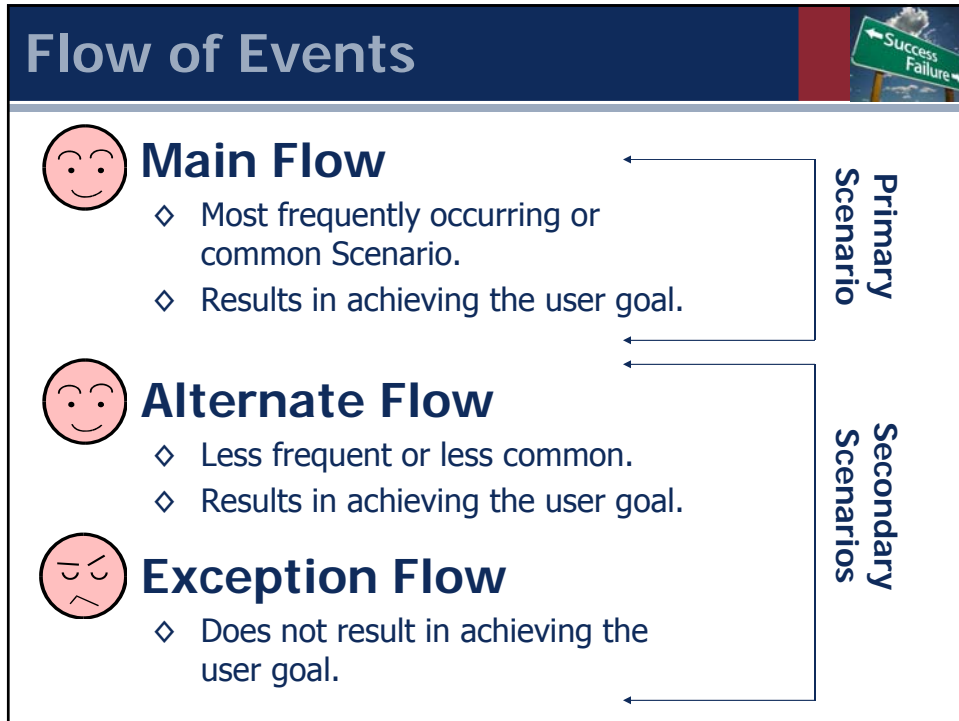 Flow of Events
Success
Failure
Main Flow
◊ Most frequently occurring or
common Scenario.
◊ Results in achieving the user goal.
Primary
Scenario
Alternate Flow
◊ Less frequent or less common.
◊ Results in achieving the user goal.
Exception Flow
◊ Does not result in achieving the
user goal.
Secondary
Scenarios